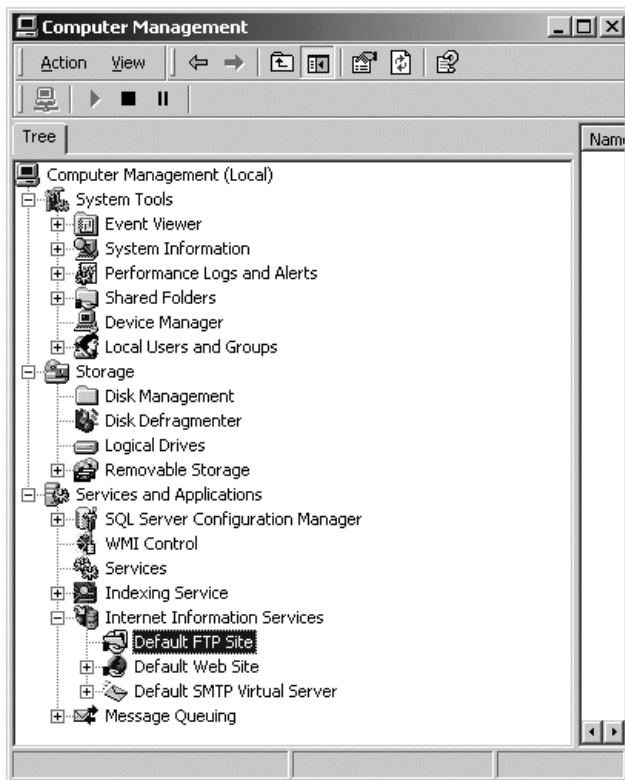 Computer Management
Action View
Tree
Computer Management (Local)
System Tools
Event Viewer
System Information
Performance Logs and Alerts
Shared Folders
Device Manager
Local Users and Groups
Storage
Disk Management
Disk Defragmenter
Logical Drives
Removable Storage
Services and Applications
SQL Server Configuration Manager
WMI Control
Services
Indexing Service
Internet Information Services
Default FTP Site
Default Web Site
Default SMTP Virtual Server
Message Queuing